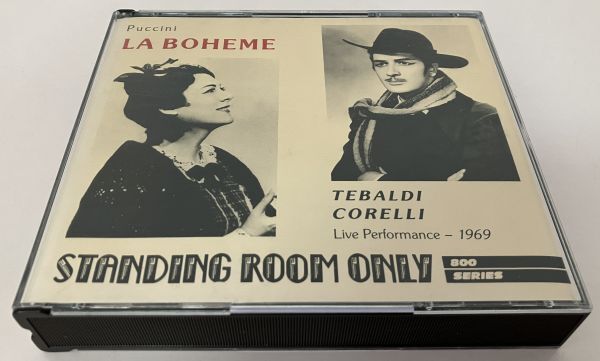 Puccini
LA BOHEME
TEBALDI
CORELLI
Live Performance – 1969
STANDING ROOM ONLY
800
SERIES